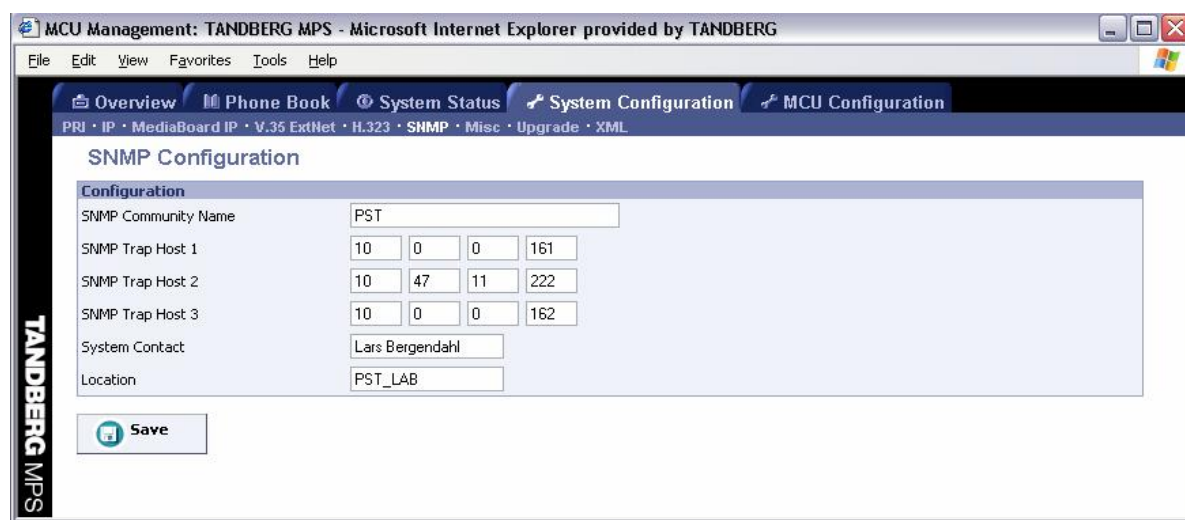 MCU Management: TANDBERG MPS - Microsoft Internet Explorer provided by TANDBERG
File Edit View Favorites Tools Help
Overview Phone Book System Status System Configuration MCU Configuration
PRI · IP · MediaBoard IP · V.35 ExtNet · H.323 · SNMP · Misc · Upgrade · XML
SNMP Configuration
Configuration
SNMP Community Name PST
SNMP Trap Host 1 10 0 0 161
SNMP Trap Host 2 10 47 11 222
SNMP Trap Host 3 10 0 0 162
System Contact Lars Bergendahl
Location PST_LAB
Save
TANDBERG MPS